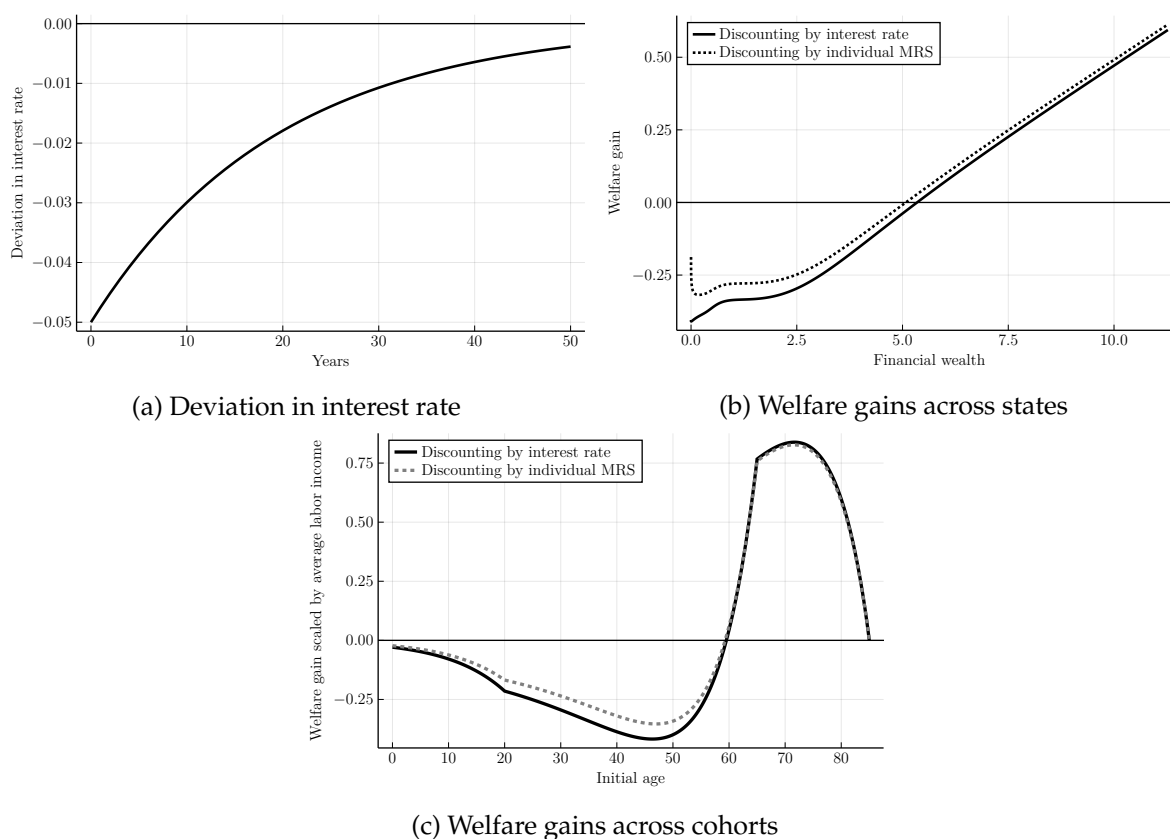 0.00
−0.01
−0.02
−0.03
−0.04
−0.05
Deviation in interest rate
0 10 20 30 40 50
Years
(a) Deviation in interest rate
Discounting by interest rate
Discounting by individual MRS
0.50
0.25
0.00
−0.25
Welfare gain
0.0 2.5 5.0 7.5 10.0
Financial wealth
(b) Welfare gains across states
Discounting by interest rate
Discounting by individual MRS
0.75
0.50
0.25
0.00
−0.25
Welfare gain scaled by average labor income
0 10 20 30 40 50 60 70 80
Initial age
(c) Welfare gains across cohorts